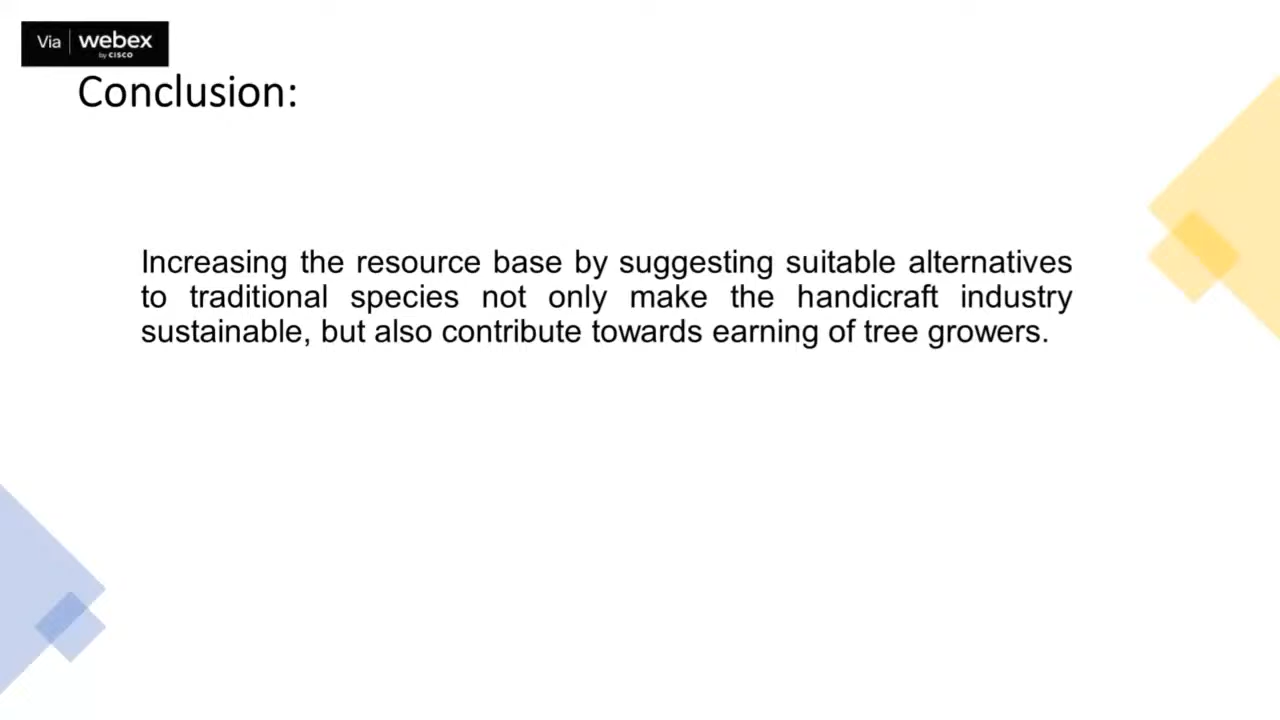 Via webex
by CISCO
Conclusion:
Increasing the resource base by suggesting suitable alternatives
to traditional species not only make the handicraft industry
sustainable, but also contribute towards earning of tree growers.